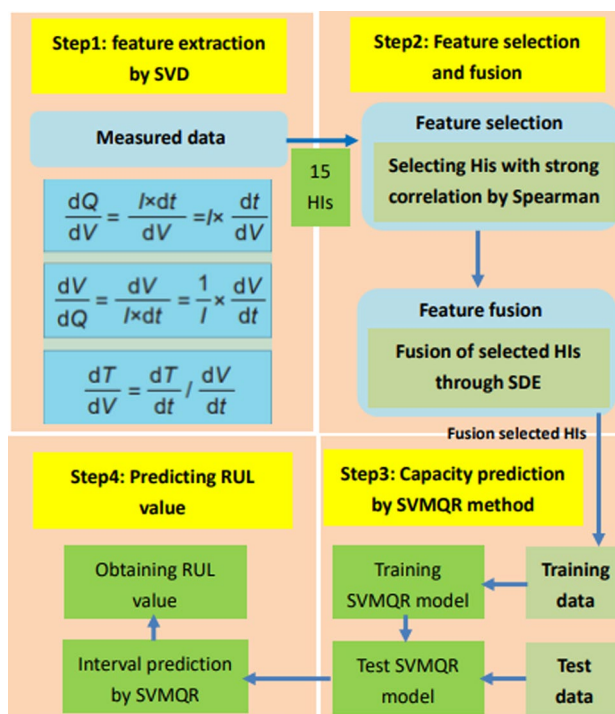 Step1: feature extraction
by SVD
Measured data
dQ/dV = I×dt/dV = I× dt/dV
dV/dQ = dV/I×dt = 1/I × dV/dt
dT/dV = dT/dt / dV/dt
15
HIs
Step2: Feature selection
and fusion
Feature selection
Selecting His with strong
correlation by Spearman
Feature fusion
Fusion of selected HIs
through SDE
Fusion selected HIs
Step3: Capacity prediction
by SVMQR method
Training
data
Training
SVMQR model
Test SVMQR
model
Test data
Step4: Predicting RUL
value
Obtaining RUL
value
Interval prediction
by SVMQR